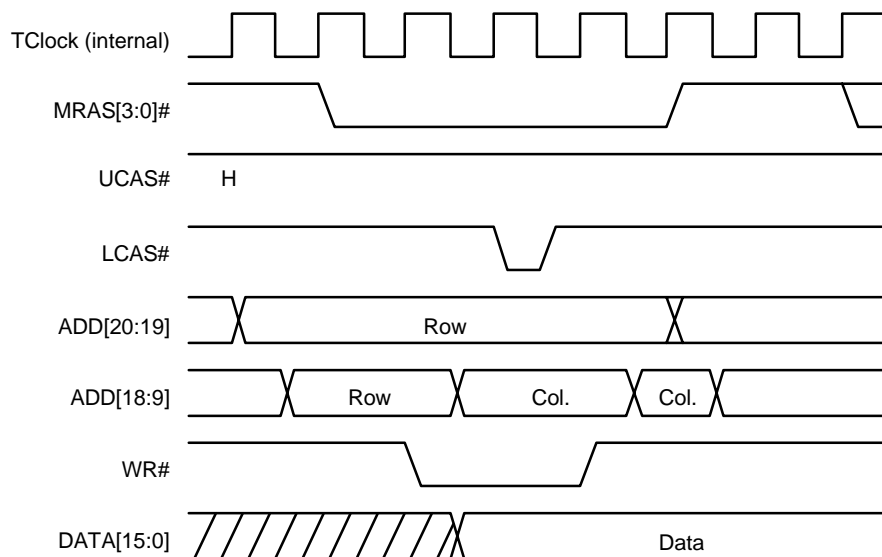 TClock (internal)
MRAS[3:0]#
UCAS# H
LCAS#
ADD[20:19] Row
ADD[18:9] Row Col. Col.
WR#
DATA[15:0] Data